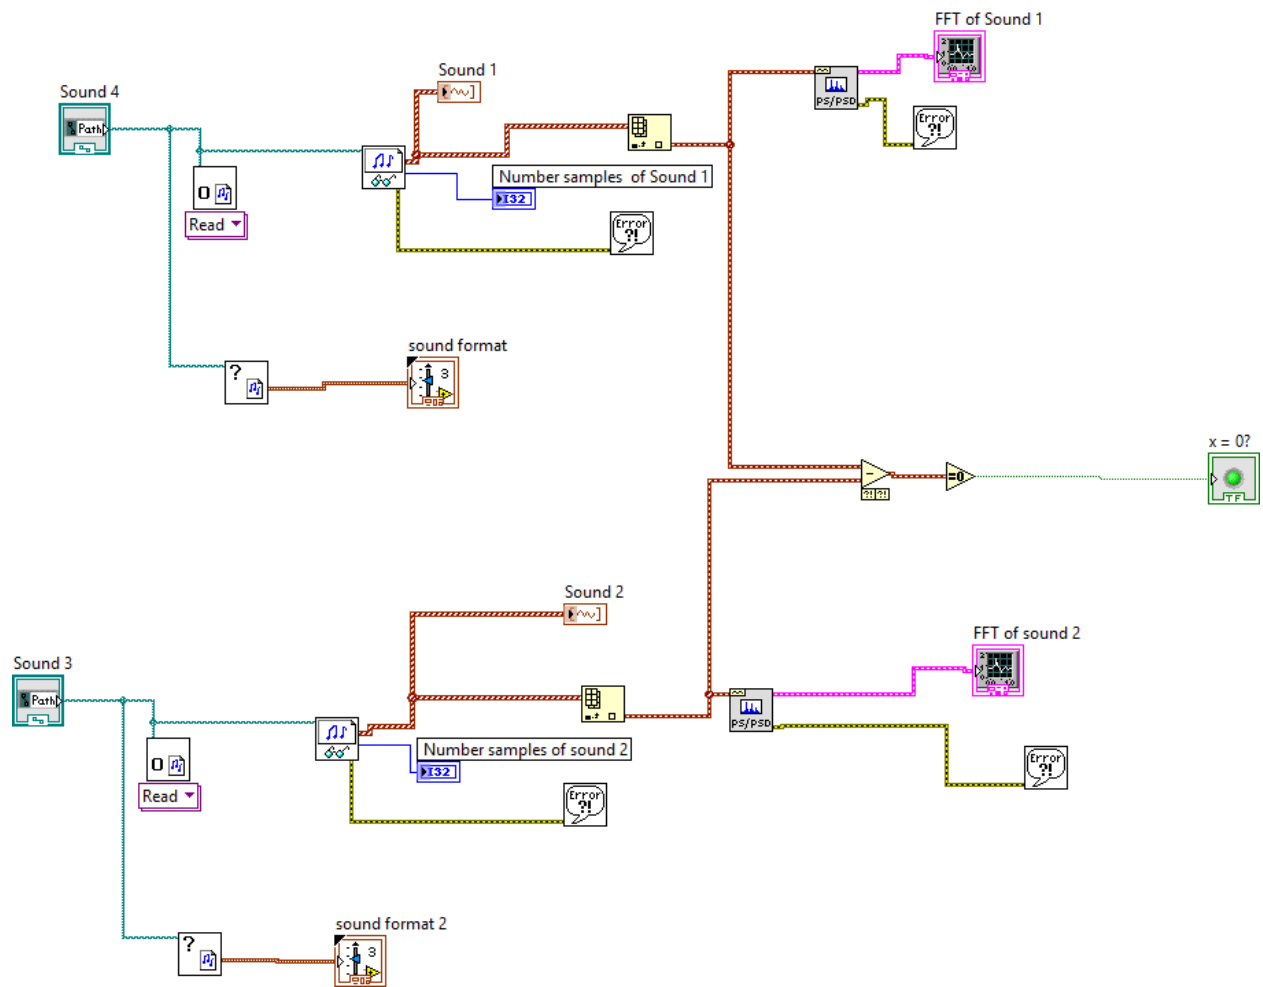 FFT of Sound 1
Sound 1
Sound 4
Path
PS/PSD
Error
?!
O
Read
Number samples  of Sound 1
I32
Error
?!
sound format
?
3
x = 0?
-
=0
?! ?!
TF
Sound 2
FFT of sound 2
Sound 3
Path
PS/PSD
O
Read
Number samples of sound 2
I32
Error
?!
Error
?!
sound format 2
?
3